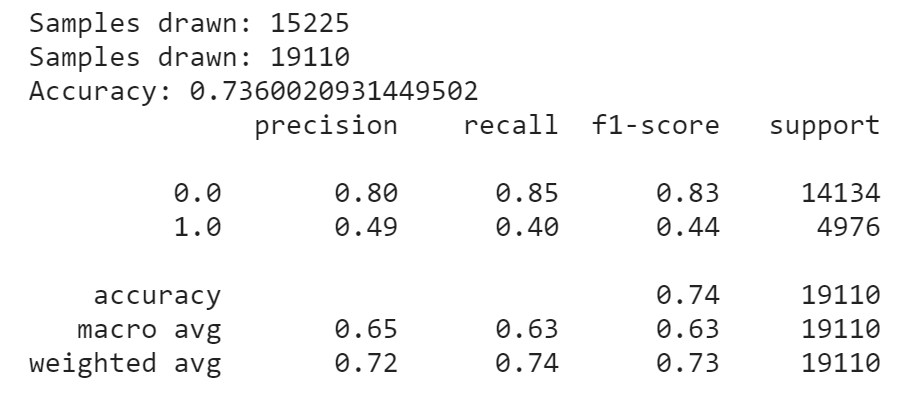 Samples drawn: 15225
Samples drawn: 19110
Accuracy: 0.7360020931449502
precision recall f1-score support
0.0 0.80 0.85 0.83 14134
1.0 0.49 0.40 0.44 4976
accuracy 0.74 19110
macro avg 0.65 0.63 0.63 19110
weighted avg 0.72 0.74 0.73 19110